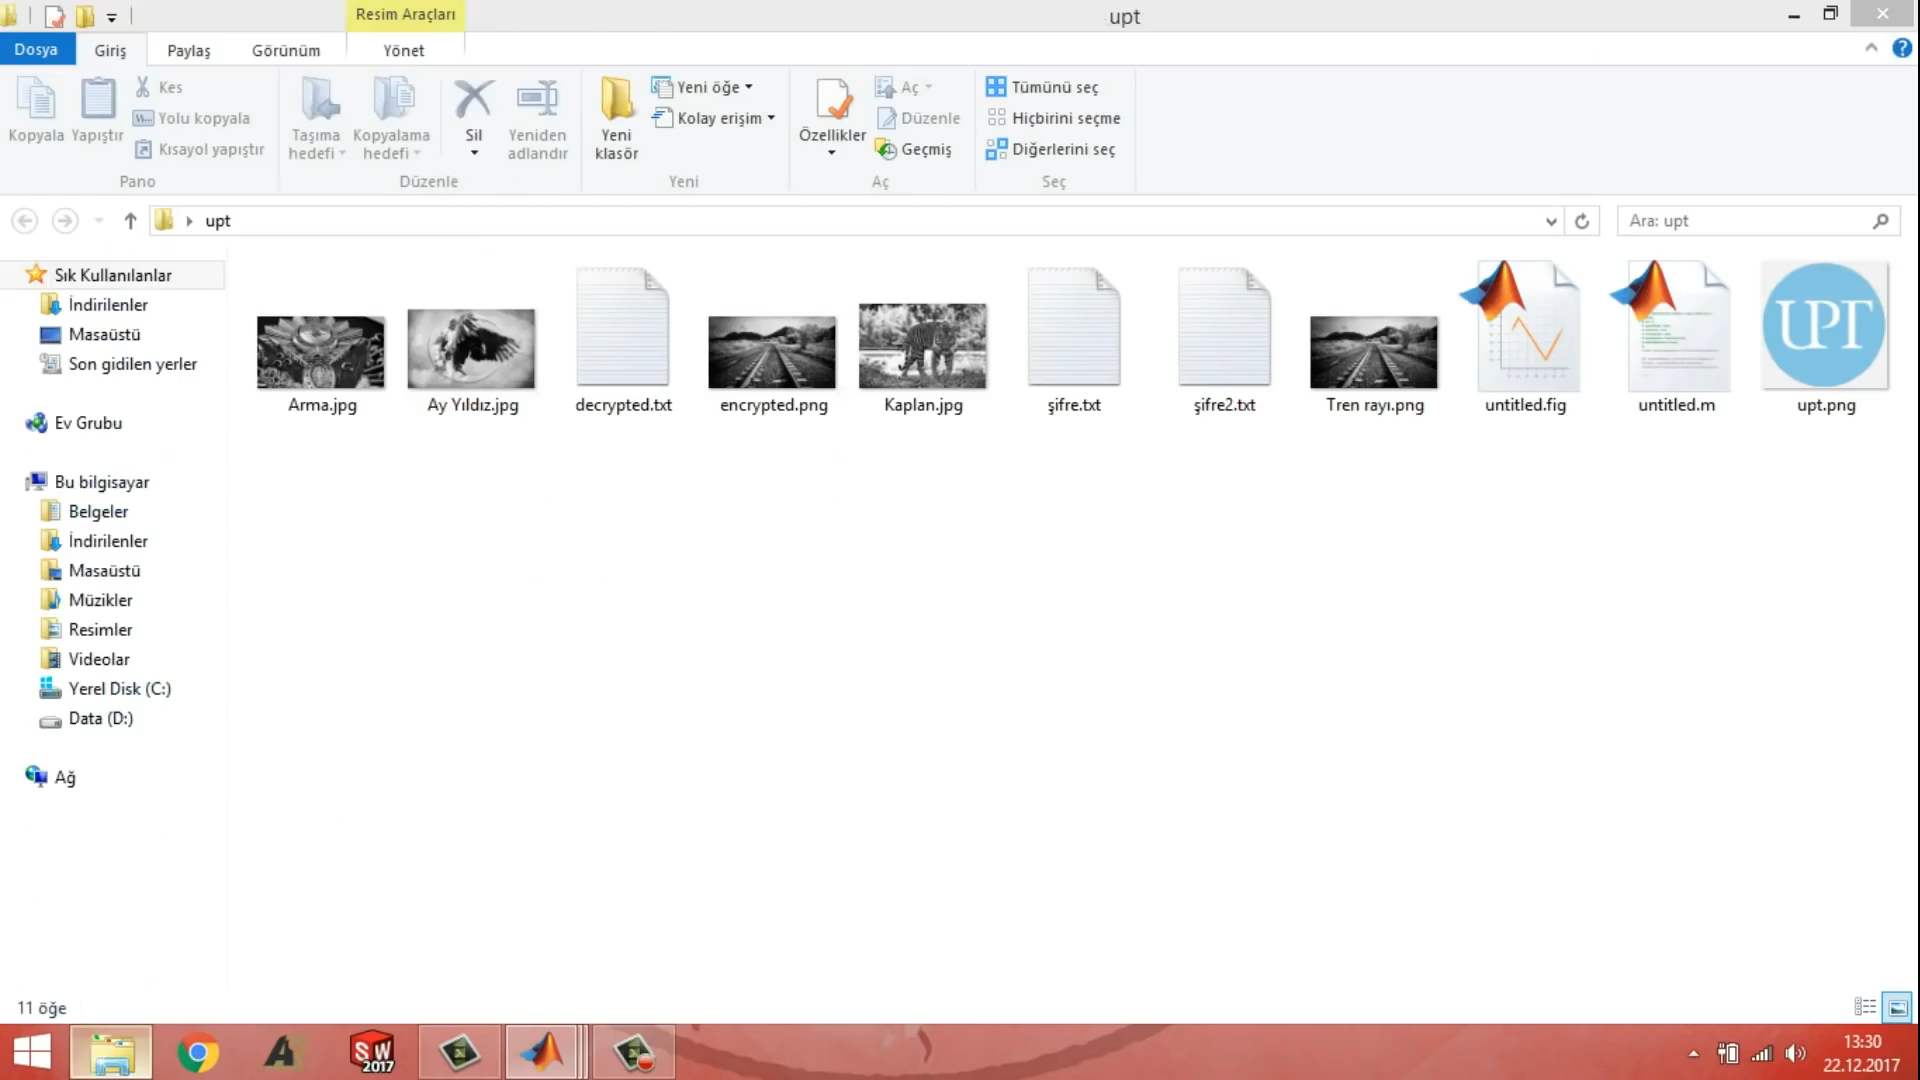 Resim Araçları
upt
Dosya
Giriş
Paylaş
Görünüm
Yönet
Kopyala
Yapıştır
Kes
Yolu kopyala
Kısayol yapıştır
Pano
Taşıma
hedefi
Kopyalama
hedefi
Sil
Yeniden
adlandır
Düzenle
Yeni
klasör
Yeni öğe
Kolay erişim
Yeni
Özellikler
Aç
Düzenle
Geçmiş
Aç
Tümünü seç
Hiçbirini seçme
Diğerlerini seç
Seç
upt
Ara: upt
Sık Kullanılanlar
İndirilenler
Masaüstü
Son gidilen yerler
Ev Grubu
Bu bilgisayar
Belgeler
İndirilenler
Masaüstü
Müzikler
Resimler
Videolar
Yerel Disk (C:)
Data (D:)
Ağ
UPT
Arma.jpg
Ay Yıldız.jpg
decrypted.txt
encrypted.png
Kaplan.jpg
şifre.txt
şifre2.txt
Tren rayı.png
untitled.fig
untitled.m
upt.png
11 öğe
SW
2017
13:30
22.12.2017